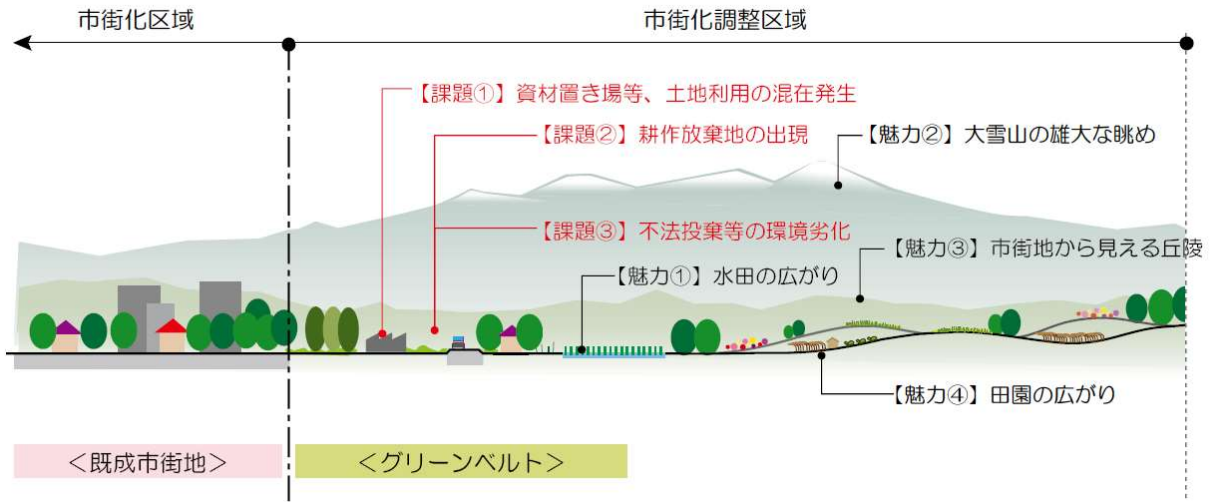 市街化区域
市街化調整区域
【課題①】資材置き場等、土地利用の混在発生
【課題②】耕作放棄地の出現
【魅力②】大雪山の雄大な眺め
【課題③】不法投棄等の環境劣化
【魅力③】市街地から見える丘陵
【魅力①】水田の広がり
【魅力④】田園の広がり
＜既成市街地＞
＜グリーンベルト＞